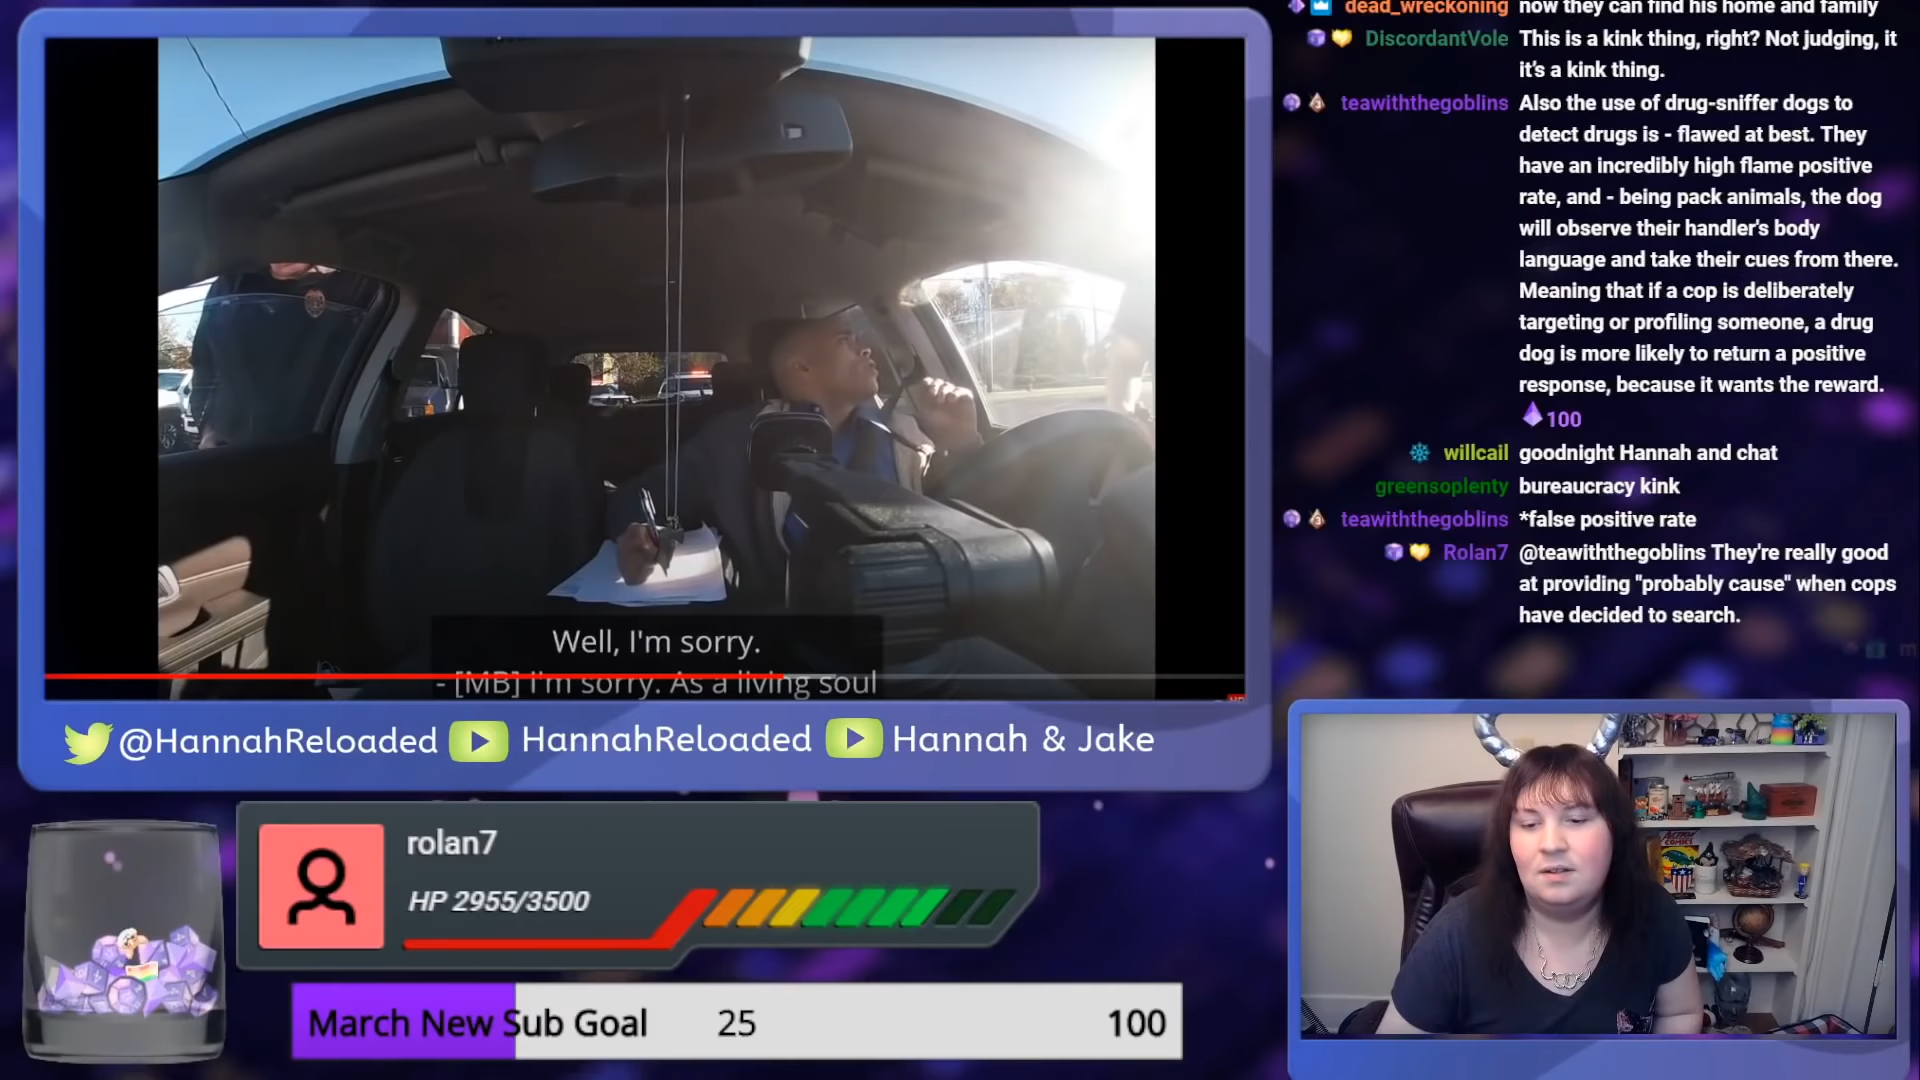 dead_wreckoning now they can find his home and family
DiscordantVole This is a kink thing, right? Not judging, it
it's a kink thing.
teawiththegoblins Also the use of drug-sniffer dogs to
detect drugs is - flawed at best. They
have an incredibly high flame positive
rate, and - being pack animals, the dog
will observe their handler's body
language and take their cues from there.
Meaning that if a cop is deliberately
targeting or profiling someone, a drug
dog is more likely to return a positive
response, because it wants the reward.
100
willcail goodnight Hannah and chat
greensoplenty bureaucracy kink
teawiththegoblins *false positive rate
Rolan7 @teawiththegoblins They're really good
at providing "probably cause" when cops
have decided to search.
Well, I'm sorry.
- [MB] I'm sorry. As a living soul
@HannahReloaded HannahReloaded Hannah & Jake
rolan7
HP 2955/3500
March New Sub Goal 25 100